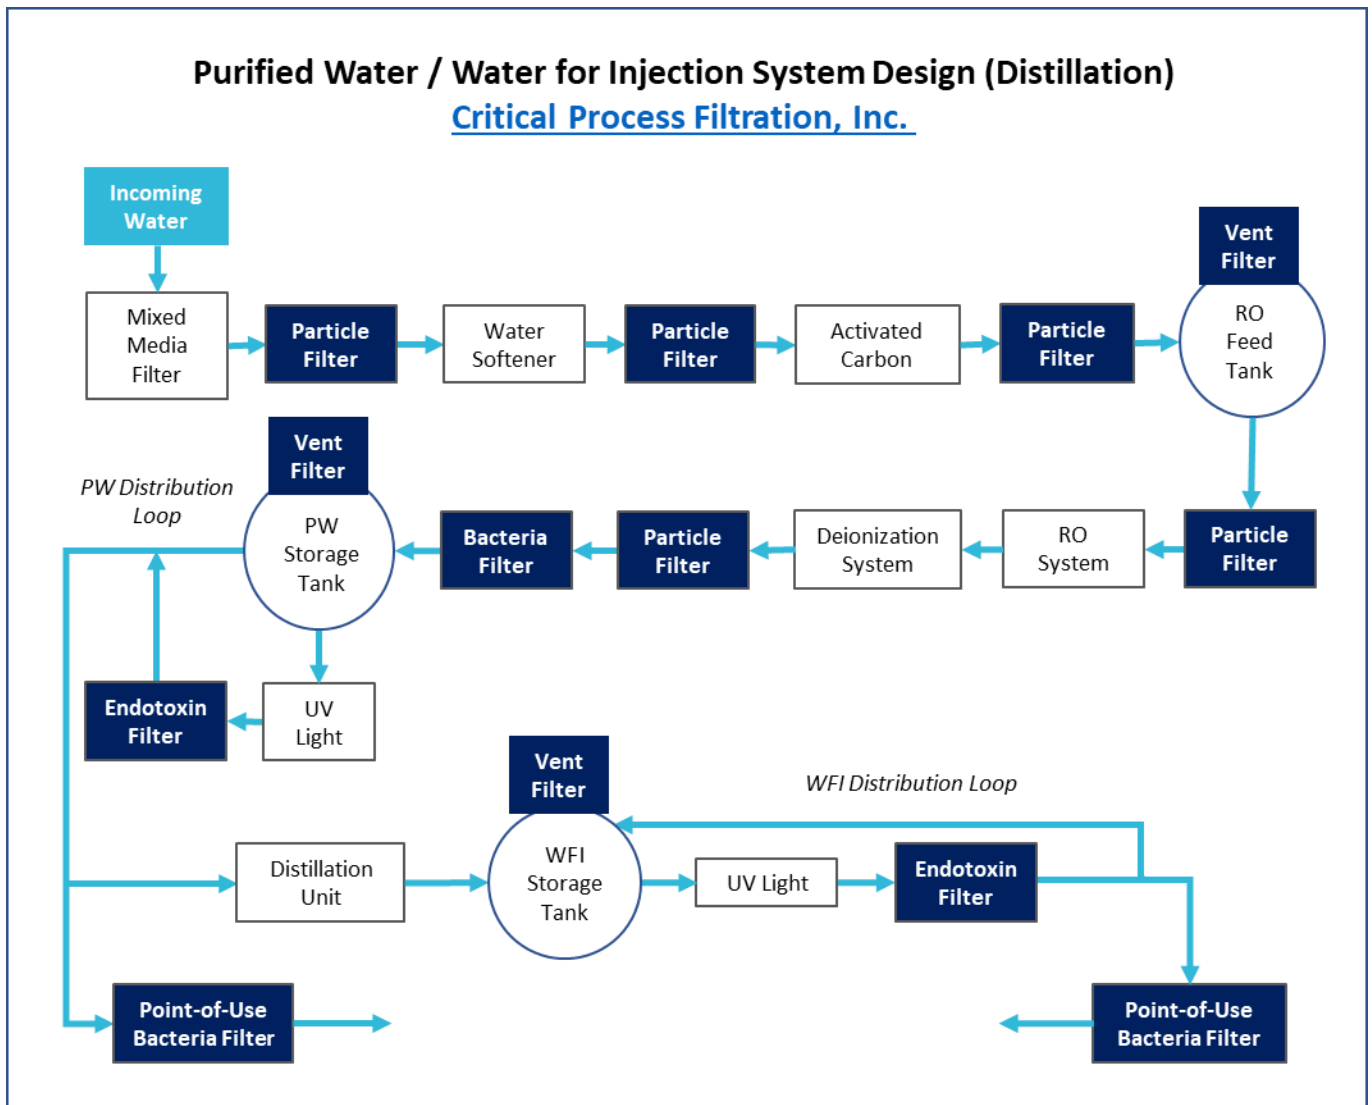 Purified Water / Water for Injection System Design (Distillation)
Critical Process Filtration, Inc.
Incoming
Water
Mixed
Media
Filter
Particle
Filter
Water
Softener
Particle
Filter
Activated
Carbon
Particle
Filter
Vent
Filter
RO
Feed
Tank
PW Distribution
Loop
Vent
Filter
PW
Storage
Tank
Bacteria
Filter
Particle
Filter
Deionization
System
RO
System
Particle
Filter
Endotoxin
Filter
UV
Light
Vent
Filter
WFI Distribution Loop
Distillation
Unit
WFI
Storage
Tank
UV Light
Endotoxin
Filter
Point-of-Use
Bacteria Filter
Point-of-Use
Bacteria Filter